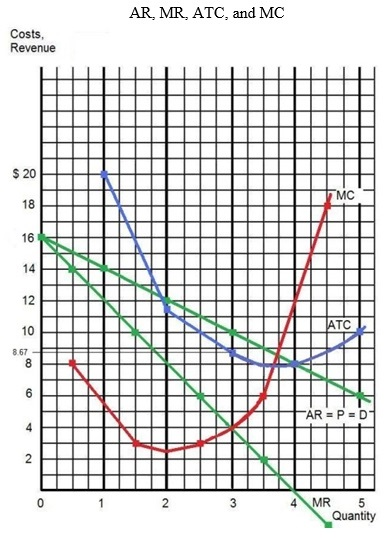 AR, MR, ATC, and MC
Costs,
Revenue
$ 20
18
MC
16
14
12
ATC
10
8.67
8
6
AR = P = D
4
2
0 1 2 3 4 MR 5
Quantity